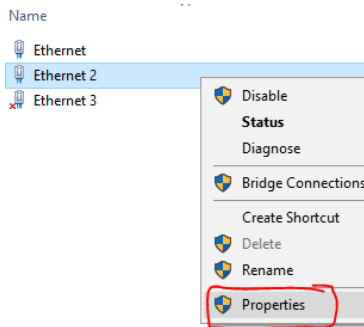 Name
Ethernet
Ethernet 2
Ethernet 3
Disable
Status
Diagnose
Bridge Connections
Create Shortcut
Delete
Rename
Properties